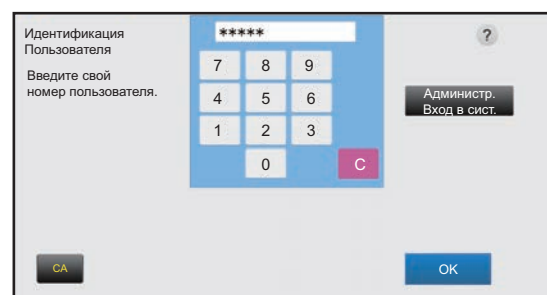 Идентификация
Пользователя
*****
?
Введите свой
номер пользователя.
7 8 9
4 5 6
1 2 3
0 C
Администр.
Вход в сист.
CA
OK